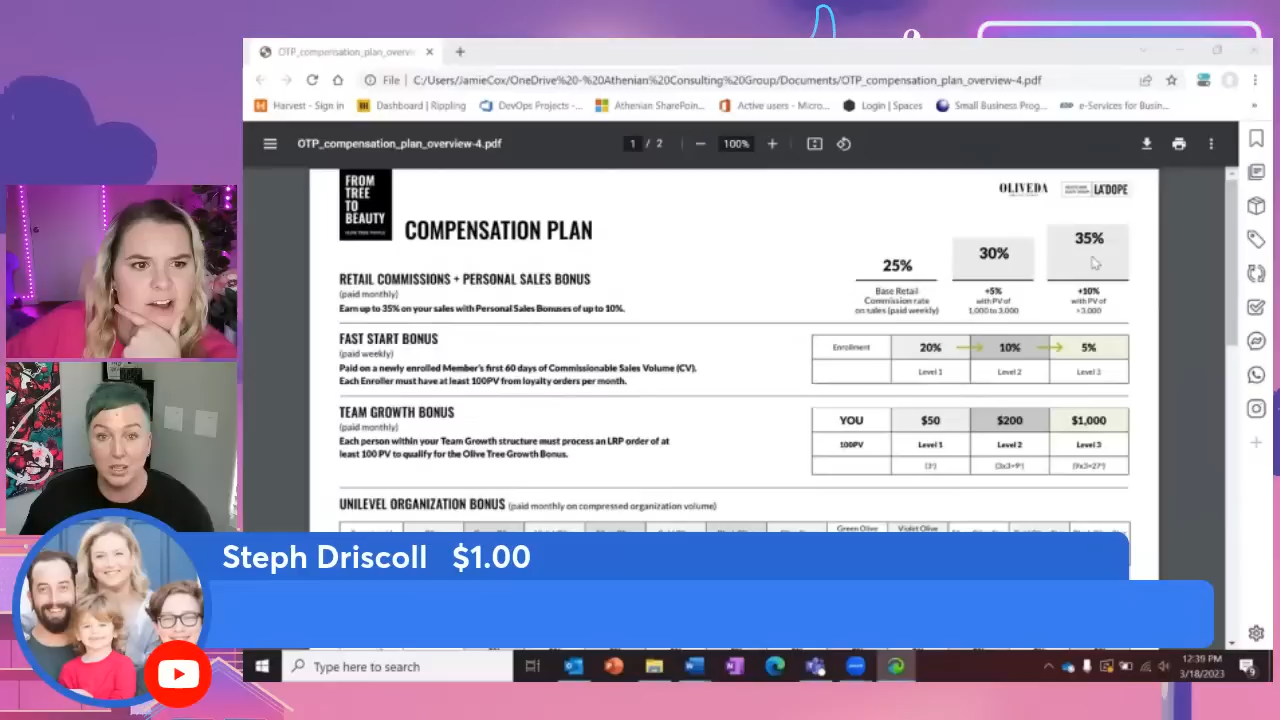 OTP_compensation_plan_overvi
File
C:/Users/JamieCox/OneDrive%20-%20Athenian%20Consulting%20Group/Documents/OTP_compensation_plan_overview-4.pdf
Harvest - Sign in
Dashboard | Rippling
DevOps Projects -...
Athenian SharePoin...
Active users - Micro...
Login | Spaces
Small Business Prog...
e-Services for Busin...
OTP_compensation_plan_overview-4.pdf
1 / 2
100%
FROM
TREE
TO
BEAUTY
COMPENSATION PLAN
OLIVEDA
LA DOPE
RETAIL COMMISSIONS + PERSONAL SALES BONUS
(paid monthly)
Earn up to 35% on your sales with Personal Sales Bonuses of up to 10%.
25%
30%
35%
Base Retail
Commission rate
on sales (paid weekly)
+5%
with PV of
1,000 to 3,000
+10%
with PV of
>3,000
FAST START BONUS
(paid weekly)
Paid on a newly enrolled Member's first 60 days of Commissionable Sales Volume (CV).
Each Enroller must have at least 100PV from loyalty orders per month.
Enrollment
20%
10%
5%
Level 1
Level 2
Level 3
TEAM GROWTH BONUS
(paid monthly)
Each person within your Team Growth structure must process an LRP order of at
least 100 PV to qualify for the Olive Tree Growth Bonus.
YOU
$50
$200
$1,000
100PV
Level 1
Level 2
Level 3
UNILEVEL ORGANIZATION BONUS (paid monthly on compressed organization volume)
Green Olive
Violet Olive
Steph Driscoll $1.00
Type here to search
12:39 PM
3/18/2023